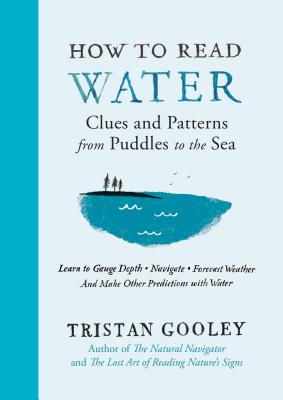 HOW TO READ
WATER
Clues and Patterns
from Puddles to the Sea
Learn to Gauge Depth • Navigate • Forecast Weather
And Make Other Predictions with Water
TRISTAN GOOLEY
Author of The Natural Navigator
and The Lost Art of Reading Nature's Signs